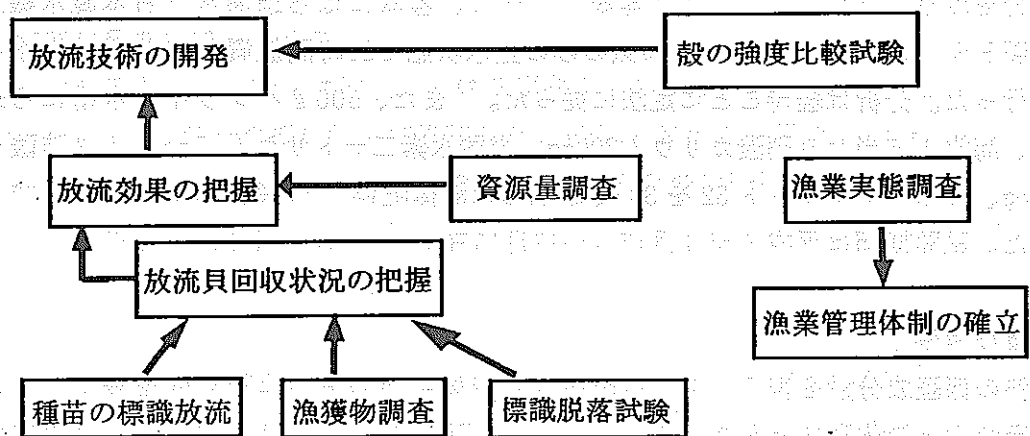 放流技術の開発
殻の強度比較試験
放流効果の把握
資源量調査
漁業実態調査
放流貝回収状況の把握
漁業管理体制の確立
種苗の標識放流
漁獲物調査
標識脱落試験